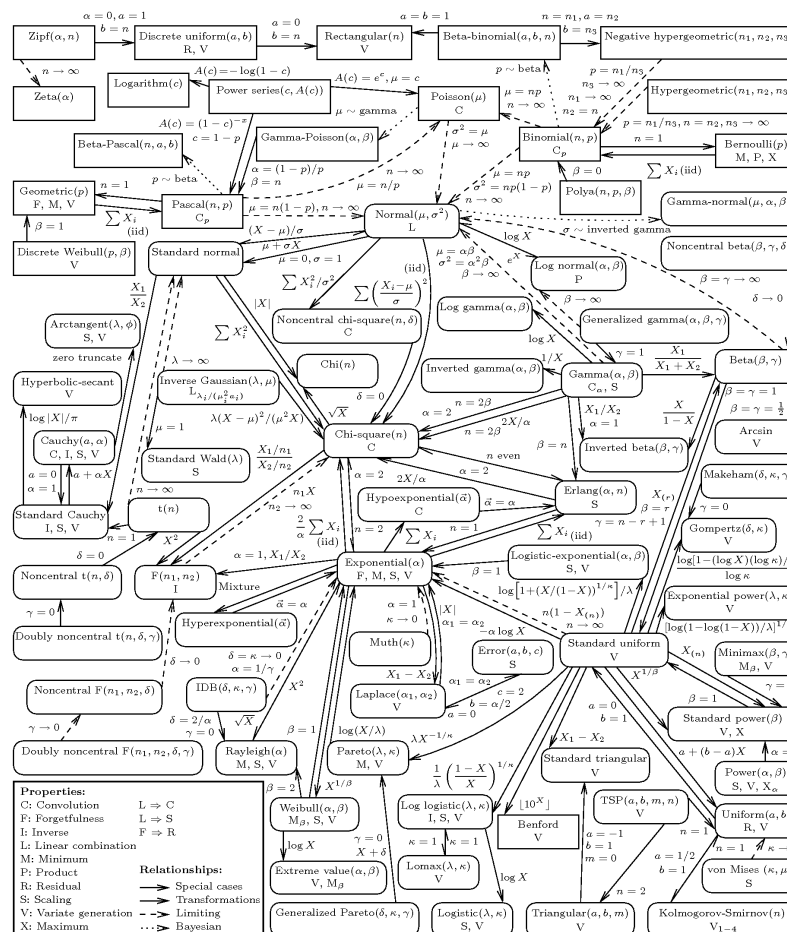 α = 0, a = 1
b = n
a = 0
b = n
a = b = 1
n = n₁, a = n₂
b = n₃
Zipf(α, n)
Discrete uniform(a, b)
R, V
Rectangular(n)
V
Beta-binomial(a, b, n)
Negative hypergeometric(n₁, n₂, n₃
n → ∞
A(c) = −log(1 − c)
A(c) = eᶜ, μ = c
p ∼ beta
p = n₁/n₃
n₃ → ∞
n₁ → ∞
n₂ = n
Zeta(α)
Logarithm(c)
Power series(c, A(c))
Poisson(μ)
C
μ = np
n → ∞
Hypergeometric(n₁, n₂, n₃
A(c) = (1 − c)⁻ˣ
c = 1 − p
μ ∼ gamma
σ² = μ
μ → ∞
p = n₁/n₃, n = n₂, n₃ → ∞
n = 1
Beta-Pascal(n, a, b)
Gamma-Poisson(α, β)
Binomial(n, p)
Cₚ
Bernoulli(p)
M, P, X
α = (1 − p)/p
β = n
p ∼ beta
n → ∞
μ = n/p
μ = np
σ² = np(1 − p)
n → ∞
β = 0
∑ Xᵢ (iid)
Geometric(p)
F, M, V
n = 1
∑ Xᵢ
(iid)
Pascal(n, p)
Cₚ
μ = n(1 − p), n → ∞
Normal(μ, σ²)
L
Polya(n, p, β)
Gamma-normal(μ, α, β
σ ∼ inverted gamma
β = 1
Discrete Weibull(p, β)
V
Standard normal
(X − μ)/σ
μ + σX
μ = 0, σ = 1
∑ Xᵢ²/σ²
(iid)
∑ ((Xᵢ−μ)/σ)²
μ = αβ
σ² = α²β
β → ∞
log X
eˣ
Log normal(α, β)
P
Noncentral beta(β, γ, δ
β = γ → ∞
δ → 0
X₁
X₂
|X|
∑ Xᵢ²
Noncentral chi-square(n, δ)
C
Log gamma(α, β)
log X
β → ∞
Generalized gamma(α, β, γ)
γ = 1
Arctangent(λ, φ)
S, V
zero truncate
λ → ∞
Chi(n)
√X
δ = 0
Inverted gamma(α, β)
1/X
Gamma(α, β)
Cα, S
X₁
X₁ + X₂
Beta(β, γ)
Hyperbolic-secant
V
Inverse Gaussian(λ, μ)
L λᵢ/(μᵢ²aᵢ)
λ(X − μ)²/(μ²X)
μ = 1
log |X|/π
n = 2β
α = 2
2X/α
n = 2β
X₁/X₂
α = 1
X
1 − X
β = γ = 1
β = γ = 1/2
Arcsin
V
Cauchy(a, α)
C, I, S, V
Standard Wald(λ)
S
X₁/n₁
X₂/n₂
Chi-square(n)
C
n even
β = n
Inverted beta(β, γ)
a = 0
α = 1
a + αX
α = 2
2X/α
α = 2
Makeham(δ, κ, γ
γ = 0
n → ∞
t(n)
n₁X
n₂ → ∞
Hypoexponential(α⃗)
C
α⃗ = α
Erlang(α, n)
S
X₍ᵣ₎
β = r
γ = n − r + 1
Standard Cauchy
I, S, V
n = 1
X²
2/α ∑ Xᵢ
(iid)
n = 2
∑ Xᵢ
n = 1
∑ Xᵢ (iid)
Gompertz(δ, κ)
V
δ = 0
α = 1, X₁/X₂
Exponential(α)
F, M, S, V
β = 1
Logistic-exponential(α, β)
S, V
log[1−(log X)(log κ)/
log κ
Noncentral t(n, δ)
F(n₁, n₂)
I
Mixture
log[1+(X/(1−X))^(1/κ)]/λ
Exponential power(λ, κ
V
γ = 0
Hyperexponential(α⃗)
α⃗ = α
α = 1
κ → 0
|X|
α₁ = α₂
n(1 − X₍ₙ₎)
n → ∞
[log(1−log(1−X))/λ]¹/
Doubly noncentral t(n, δ, γ)
δ → 0
δ = κ → 0
α = 1/γ
Muth(κ)
−α log X
Error(a, b, c)
S
Standard uniform
V
X₍ₙ₎
Minimax(β, γ
Mβ, V
X₁ − X₂
α₁ = α₂
c = 2
b = α/2
a = 0
X^(1/β)
β = 1
γ =
Noncentral F(n₁, n₂, δ)
IDB(δ, κ, γ)
X²
Laplace(α₁, α₂)
V
γ → 0
δ = 2/α
γ = 0
√X
β = 1
log(X/λ)
λX^(−1/κ)
a = 0
b = 1
Standard power(β)
V, X
Doubly noncentral F(n₁, n₂, δ, γ)
Rayleigh(α)
M, S, V
Pareto(λ, κ)
M, V
X₁ − X₂
a + (b − a)X
α =
Standard triangular
V
Power(α, β)
S, V, Xα
β = 2
X^(1/β)
1/λ ((1−X)/X)^(1/κ)
Properties:
C: Convolution L ⇒ C
F: Forgetfulness L ⇒ S
I: Inverse F ⇒ R
L: Linear combination
M: Minimum
P: Product
R: Residual
S: Scaling
V: Variate generation
X: Maximum
Relationships:
Special cases
Transformations
Limiting
Bayesian
Weibull(α, β)
Mβ, S, V
Log logistic(λ, κ)
I, S, V
⌊10ˣ⌋
Benford
V
TSP(a, b, m, n)
V
Uniform(a, b
R, V
log X
γ = 0
X + δ
κ = 1
κ = 1
a = −1
b = 1
m = 0
n = 1
a = 1/2
b = 1
n = 1
κ →
Extreme value(α, β)
V, Mβ
Lomax(λ, κ)
V
log X
n = 2
von Mises (κ, μ
S
Generalized Pareto(δ, κ, γ)
Logistic(λ, κ)
S, V
Triangular(a, b, m)
V
Kolmogorov-Smirnov(n)
V₁₋₄